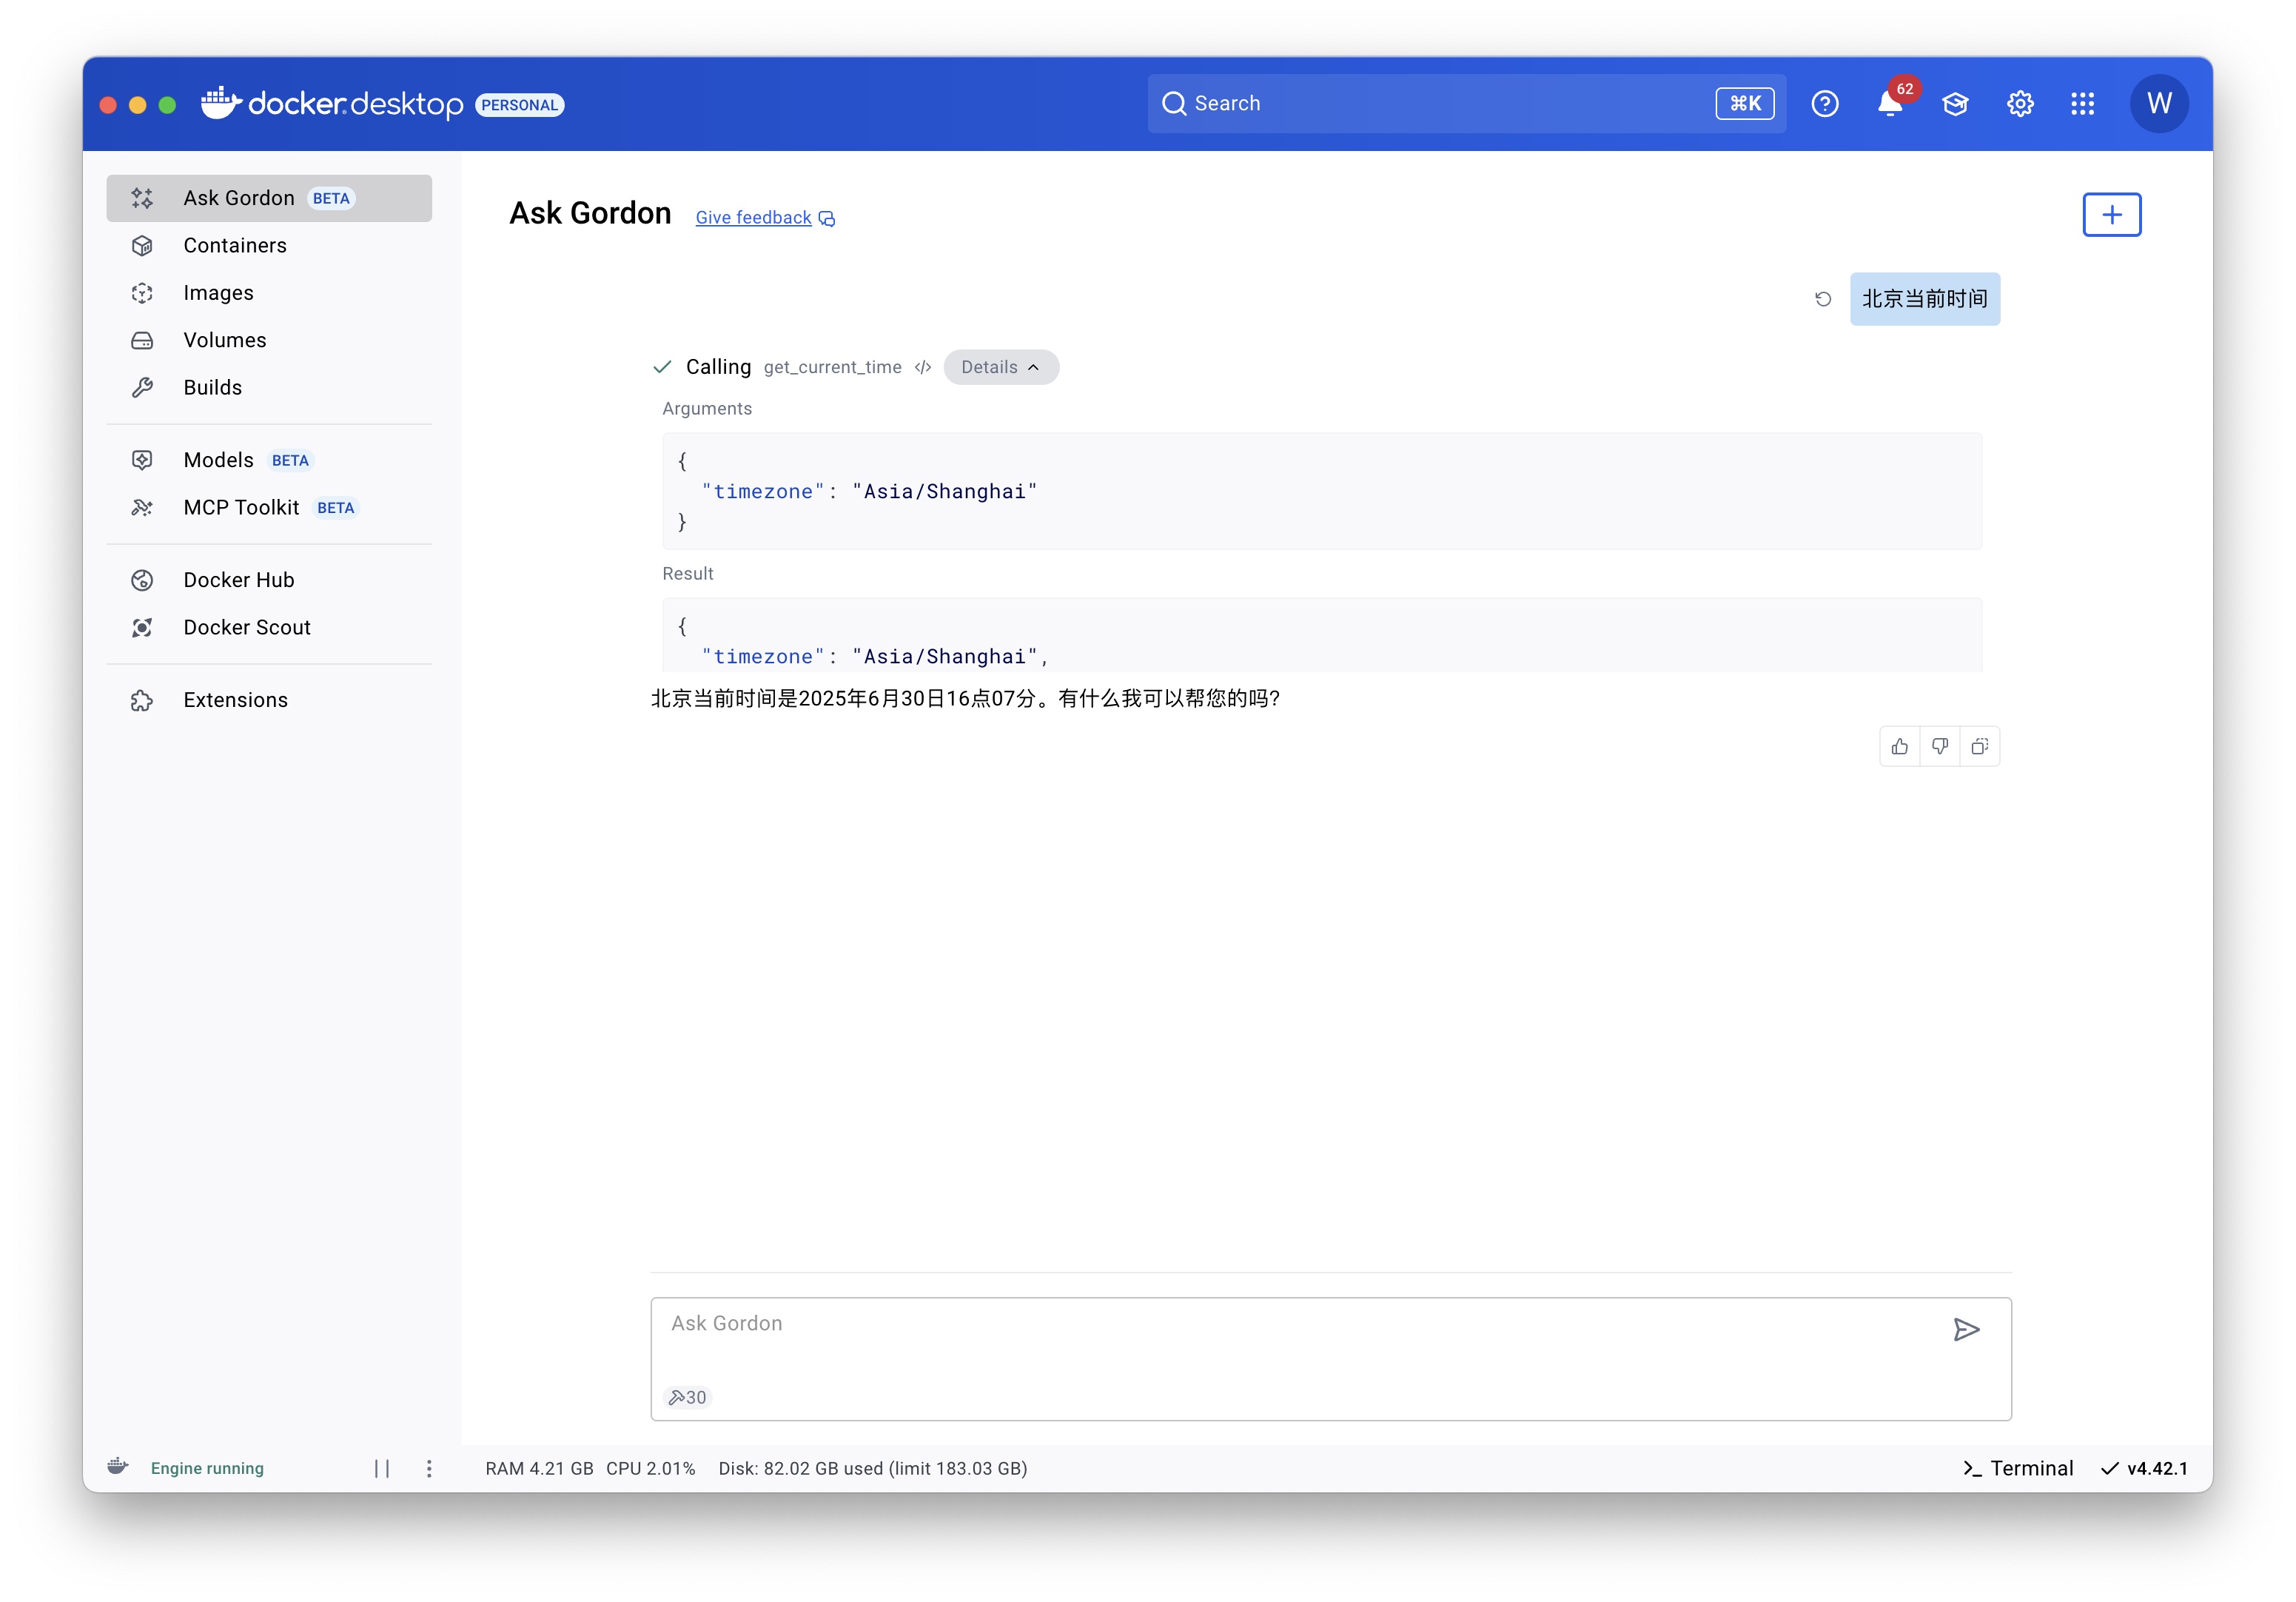 docker desktop PERSONAL
Search
⌘K
62
W
Ask Gordon BETA
Containers
Images
Volumes
Builds
Models BETA
MCP Toolkit BETA
Docker Hub
Docker Scout
Extensions
Ask Gordon Give feedback
北京当前时间
Calling get_current_time </> Details
Arguments
{
"timezone": "Asia/Shanghai"
}
Result
{
"timezone": "Asia/Shanghai",
北京当前时间是2025年6月30日16点07分。有什么我可以帮您的吗?
Ask Gordon
30
Engine running
RAM 4.21 GB CPU 2.01% Disk: 82.02 GB used (limit 183.03 GB)
Terminal
v4.42.1